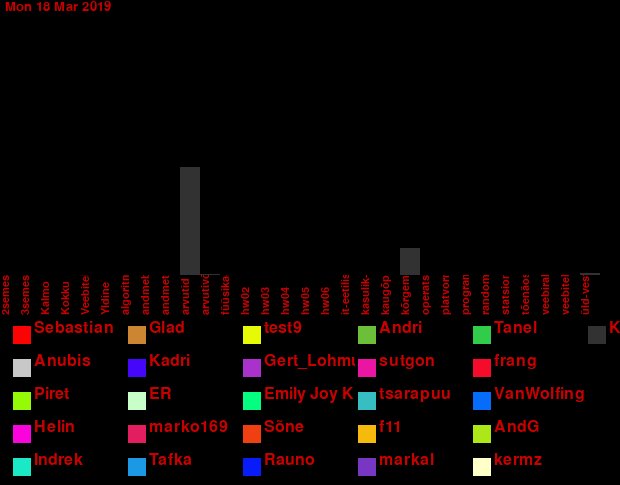 Mon 18 Mar 2019
2semes
3semes
Kalmo
Kokku
Veebite
Yldine
algoritn
andmet
andmet
arvutid
arvutivõ
füüsika
hw02
hw03
hw04
hw05
hw06
it-eetilis
kasulik-
kaugõp
kõrgem
operats
platvorr
progran
random
statsior
tõenäos
veebiral
veebitel
üld-vest
Sebastian Glad test9 Andri Tanel K
Anubis Kadri Gert_Lohmu sutgon frang
Piret ER Emily Joy K tsarapuu VanWolfing
Helin marko169 Sõne f11 AndG
Indrek Tafka Rauno markal kermz